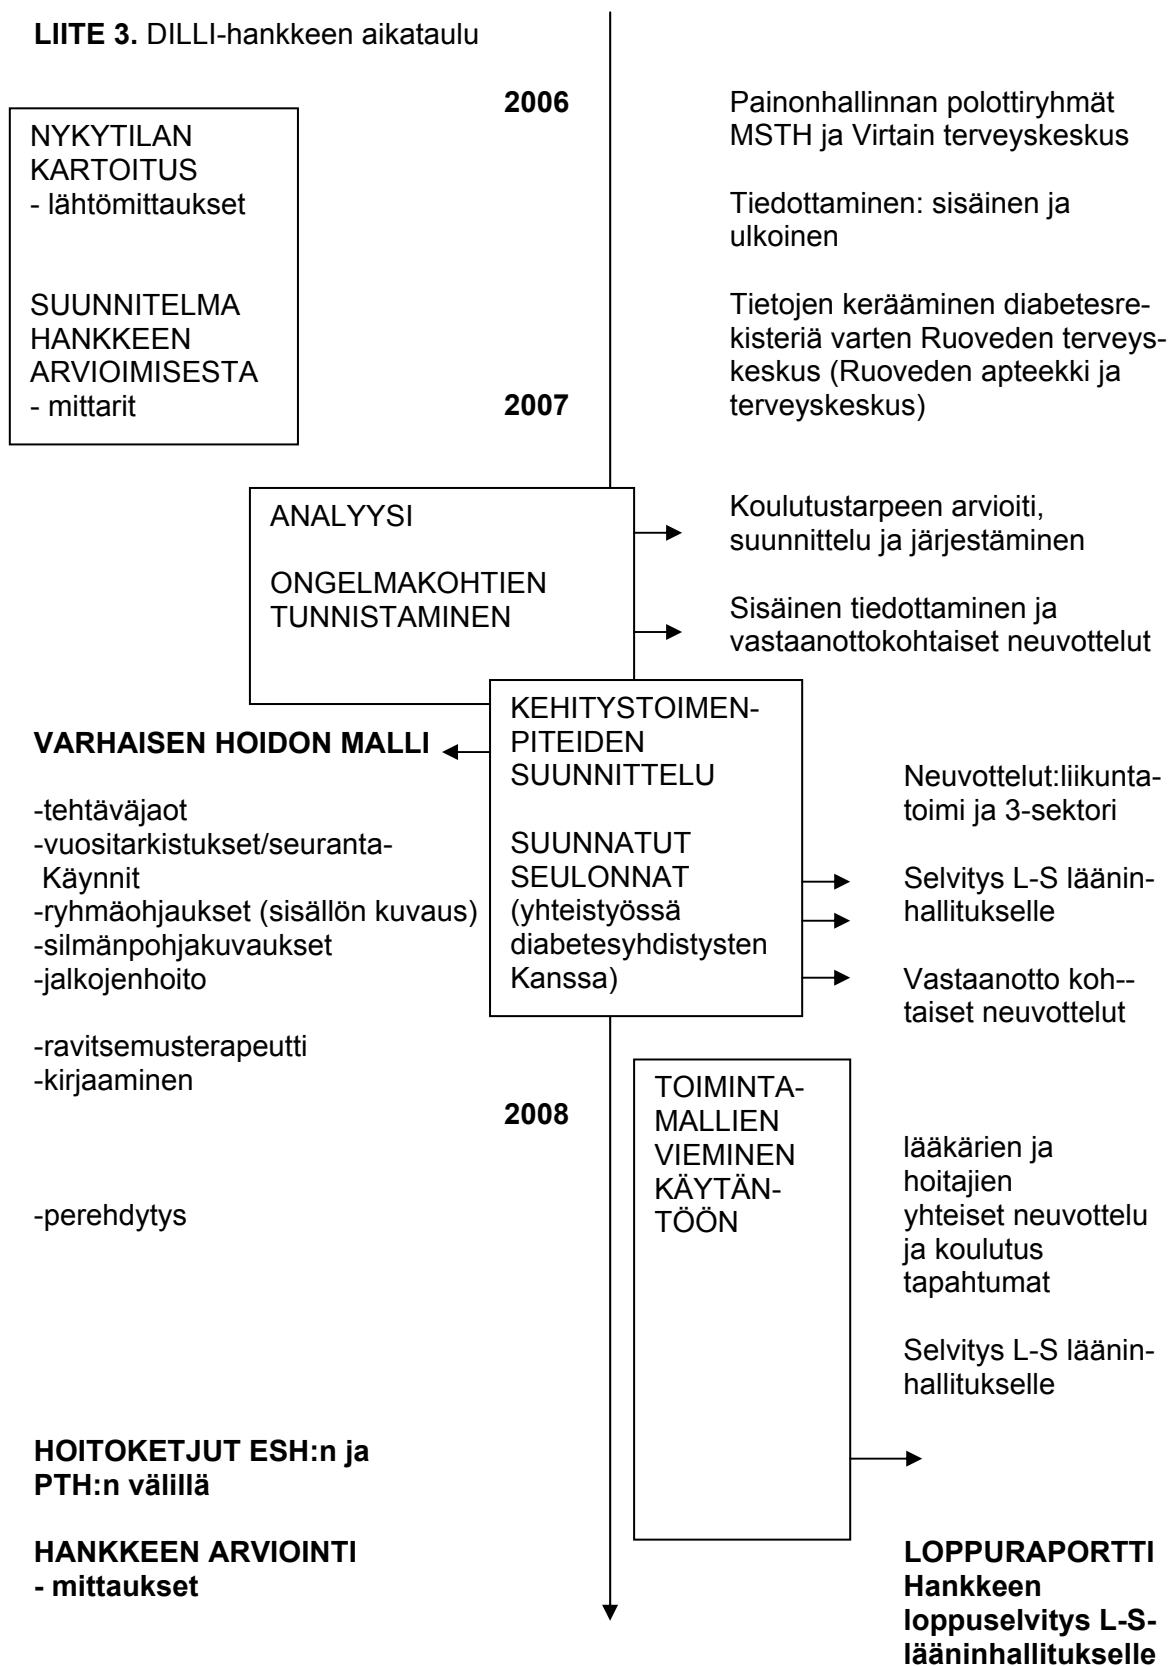 LIITE 3. DILLI-hankkeen aikataulu
2006
NYKYTILAN
KARTOITUS
- lähtömittaukset
SUUNNITELMA
HANKKEEN
ARVIOIMISESTA
- mittarit
Painonhallinnan polottiryhmät
MSTH ja Virtain terveyskeskus
Tiedottaminen: sisäinen ja
ulkoinen
Tietojen kerääminen diabetesre-
kisteriä varten Ruoveden terveys-
keskus (Ruoveden apteekki ja
terveyskeskus)
2007
ANALYYSI
ONGELMAKOHTIEN
TUNNISTAMINEN
Koulutustarpeen arvioiti,
suunnittelu ja järjestäminen
Sisäinen tiedottaminen ja
vastaanottokohtaiset neuvottelut
KEHITYSTOIMEN-
PITEIDEN
SUUNNITTELU
SUUNNATUT
SEULONNAT
(yhteistyössä
diabetesyhdistysten
Kanssa)
VARHAISEN HOIDON MALLI
-tehtäväjaot
-vuositarkistukset/seuranta-
Käynnit
-ryhmäohjaukset (sisällön kuvaus)
-silmänpohjakuvaukset
-jalkojenhoito
-ravitsemusterapeutti
-kirjaaminen
-perehdytys
Neuvottelut:liikunta-
toimi ja 3-sektori
Selvitys L-S läänin-
hallitukselle
Vastaanotto koh--
taiset neuvottelut
2008
TOIMINTA-
MALLIEN
VIEMINEN
KÄYTÄN-
TÖÖN
lääkärien ja
hoitajien
yhteiset neuvottelu
ja koulutus
tapahtumat
Selvitys L-S läänin-
hallitukselle
HOITOKETJUT ESH:n ja
PTH:n välillä
HANKKEEN ARVIOINTI
- mittaukset
LOPPURAPORTTI
Hankkeen
loppuselvitys L-S-
lääninhallitukselle